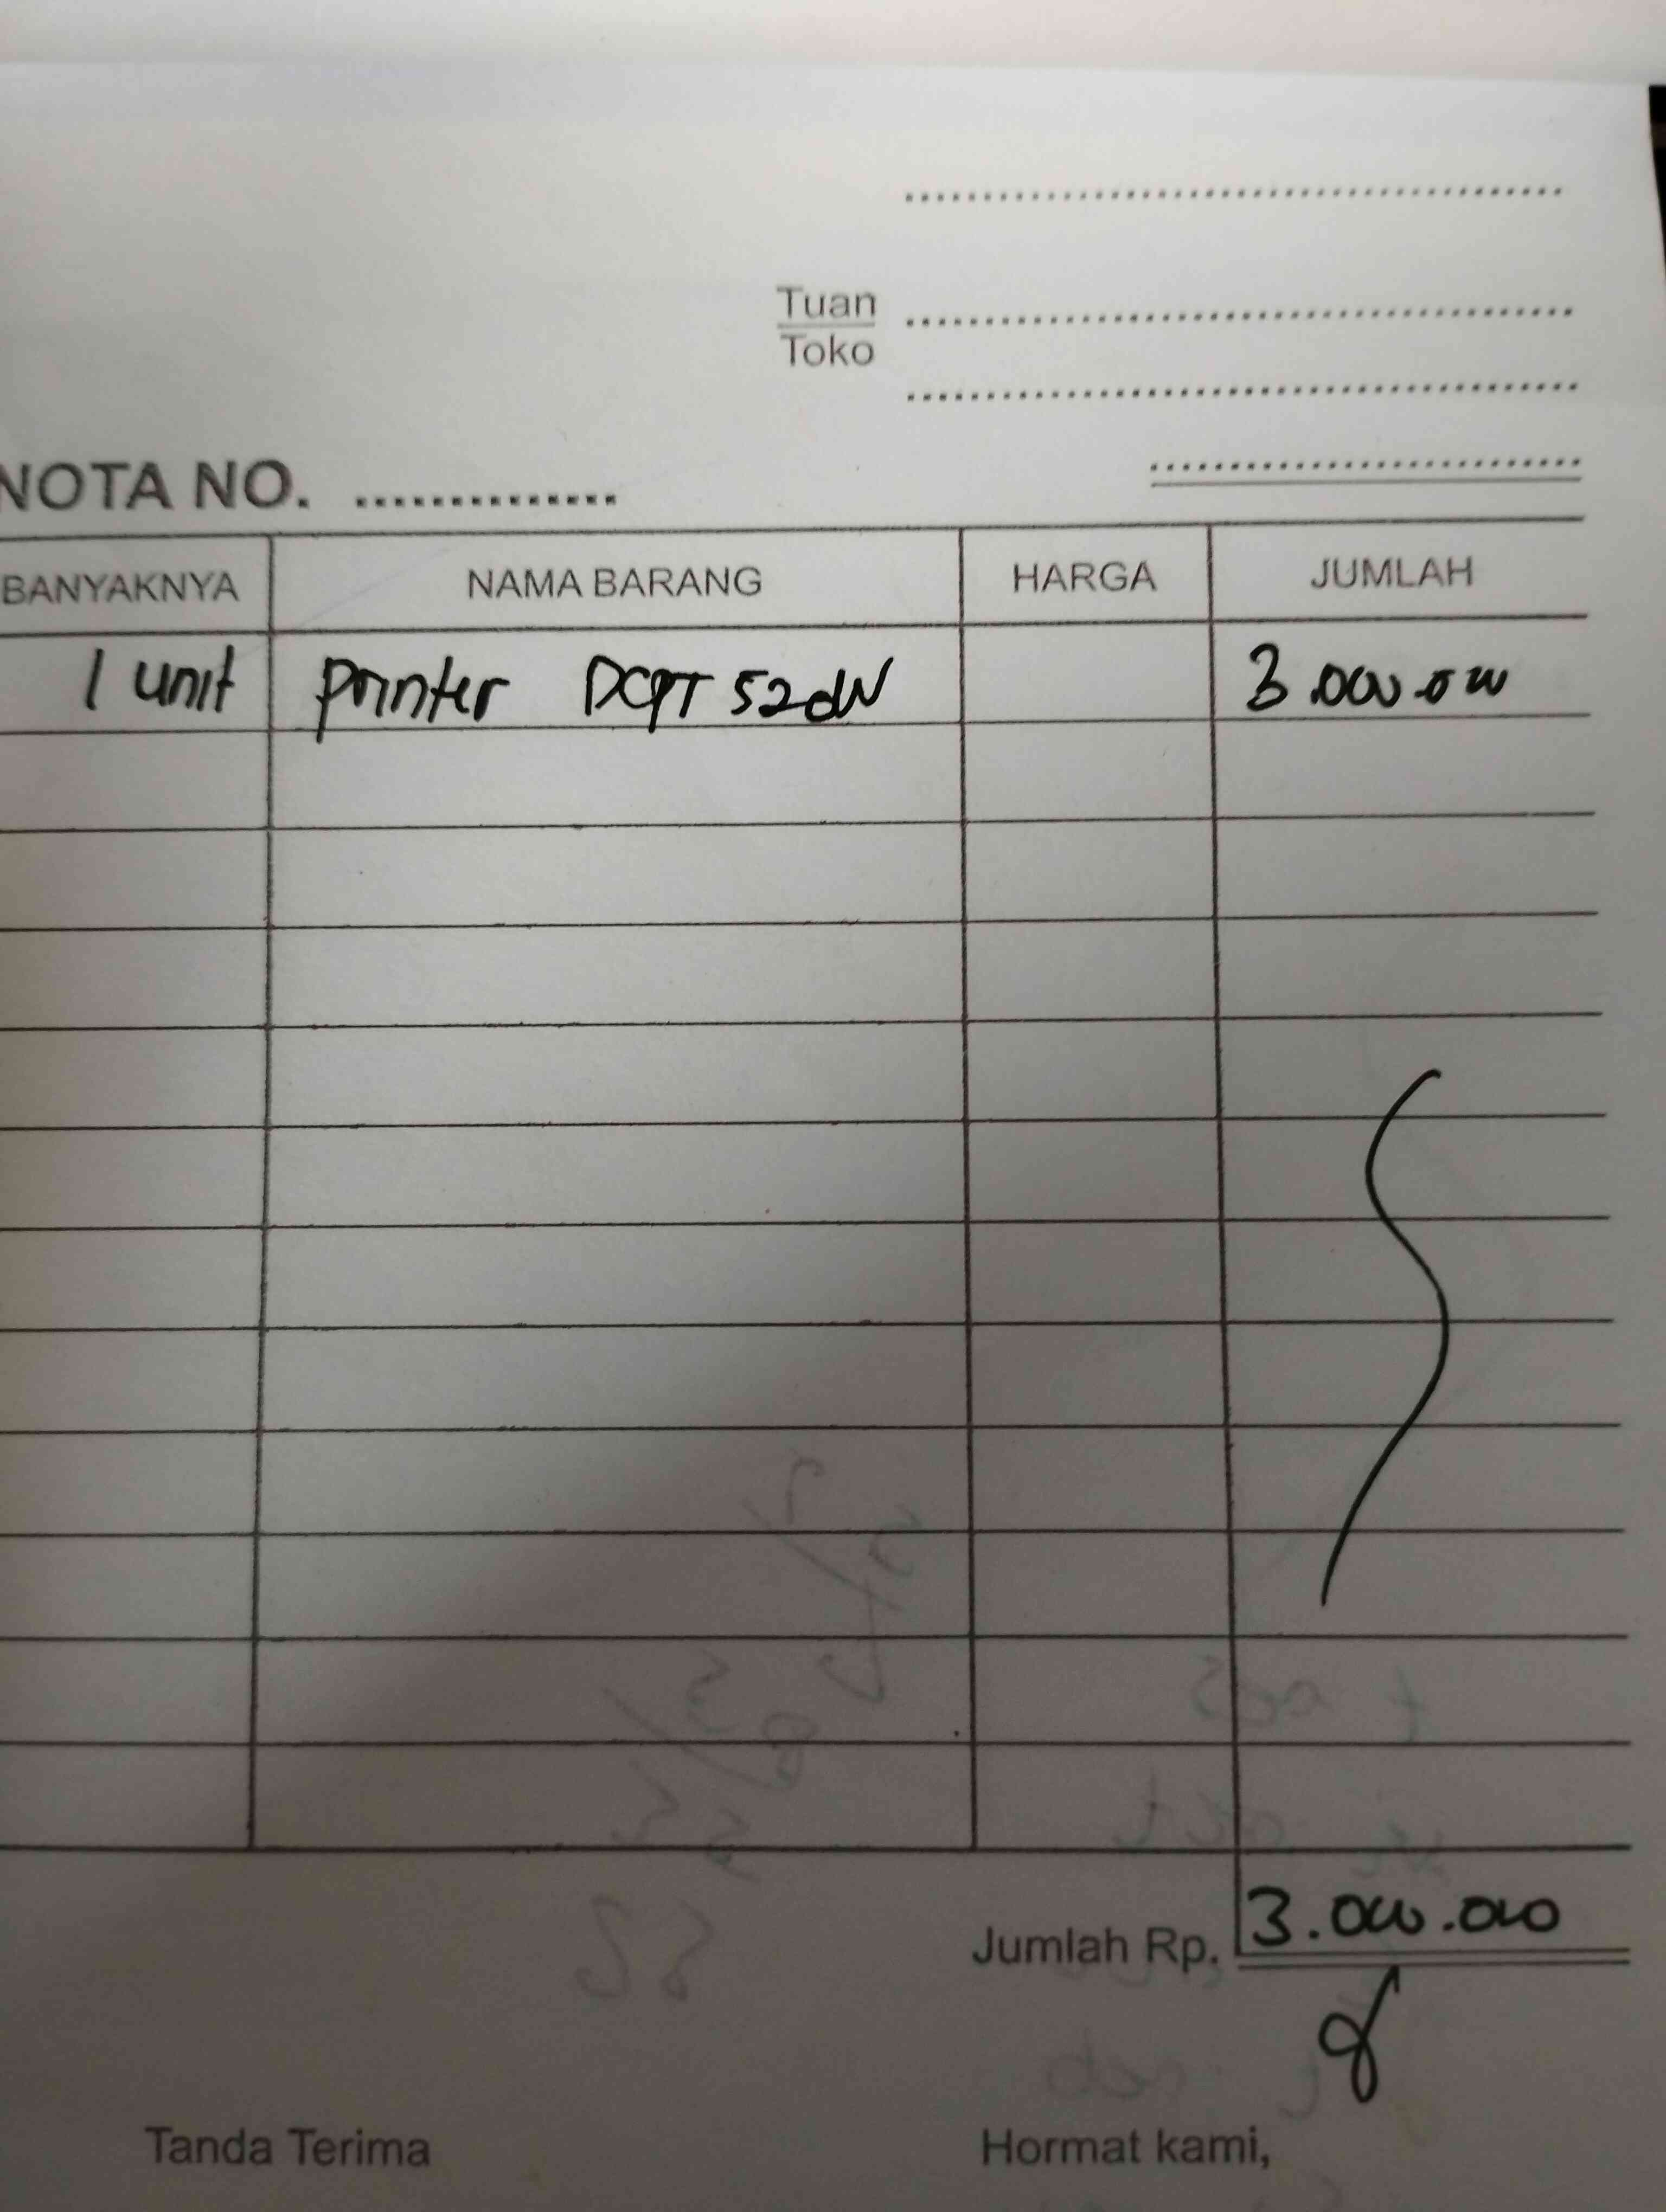 Tuan
Toko
NOTA NO. ..............
BANYAKNYA NAMA BARANG HARGA JUMLAH
1 unit printer DCPT 520W 3.000.000
Jumlah Rp. 3.000.000
Tanda Terima Hormat kami,